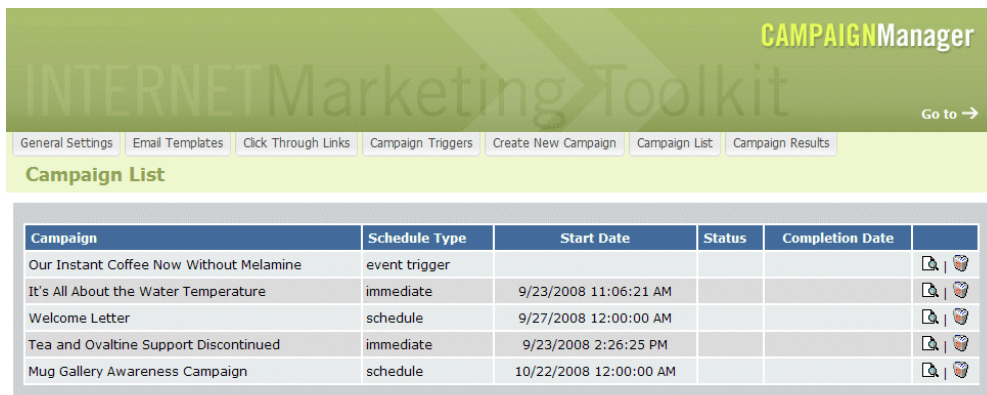 CAMPAIGNManager
INTERNETMarketing Toolkit
Go to →
General Settings Email Templates Click Through Links Campaign Triggers Create New Campaign Campaign List Campaign Results
Campaign List
Campaign Schedule Type Start Date Status Completion Date
Our Instant Coffee Now Without Melamine event trigger |
It's All About the Water Temperature immediate 9/23/2008 11:06:21 AM |
Welcome Letter schedule 9/27/2008 12:00:00 AM |
Tea and Ovaltine Support Discontinued immediate 9/23/2008 2:26:25 PM |
Mug Gallery Awareness Campaign schedule 10/22/2008 12:00:00 AM |